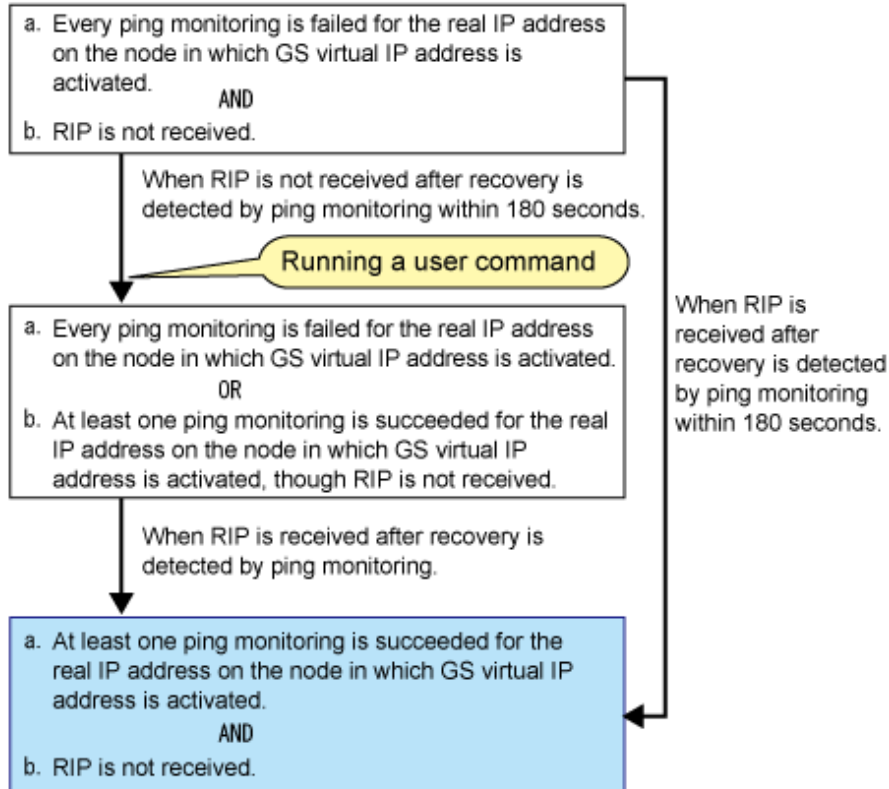 a. Every ping monitoring is failed for the real IP address
on the node in which GS virtual IP address is
activated.
AND
b. RIP is not received.
When RIP is not received after recovery is
detected by ping monitoring within 180 seconds.
Running a user command
a. Every ping monitoring is failed for the real IP address
on the node in which GS virtual IP address is activated.
OR
b. At least one ping monitoring is succeeded for the real
IP address on the node in which GS virtual IP
address is activated, though RIP is not received.
When RIP is
received after
recovery is detected
by ping monitoring
within 180 seconds.
When RIP is received after recovery is
detected by ping monitoring.
a. At least one ping monitoring is succeeded for the
real IP address on the node in which GS virtual IP
address is activated.
AND
b. RIP is not received.